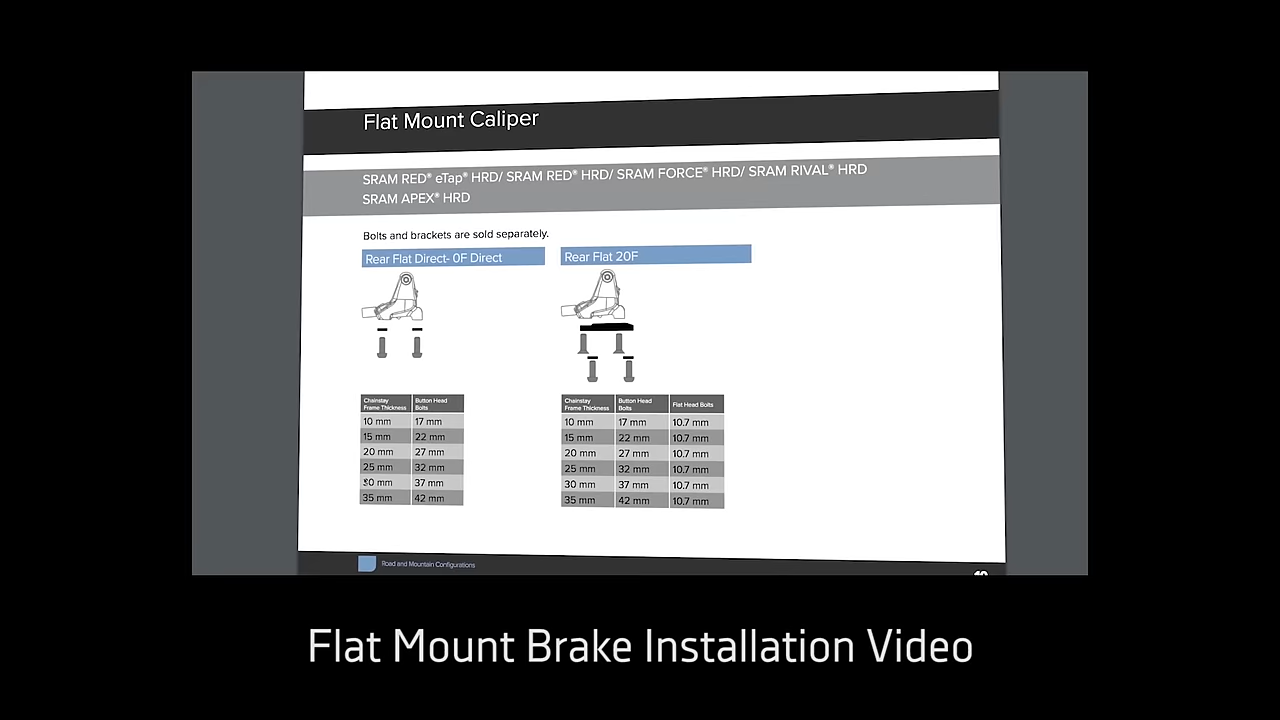 Flat Mount Caliper
SRAM RED® eTap® HRD/ SRAM RED® HRD/ SRAM FORCE® HRD/ SRAM RIVAL® HRD
SRAM APEX® HRD
Bolts and brackets are sold separately.
Rear Flat Direct- 0F Direct
Rear Flat 20F
Chainstay Frame Thickness Button Head Bolts
10 mm 17 mm
15 mm 22 mm
20 mm 27 mm
25 mm 32 mm
30 mm 37 mm
35 mm 42 mm
Chainstay Frame Thickness Button Head Bolts Flat Head Bolts
10 mm 17 mm 10.7 mm
15 mm 22 mm 10.7 mm
20 mm 27 mm 10.7 mm
25 mm 32 mm 10.7 mm
30 mm 37 mm 10.7 mm
35 mm 42 mm 10.7 mm
Road and Mountain Configurations
Flat Mount Brake Installation Video